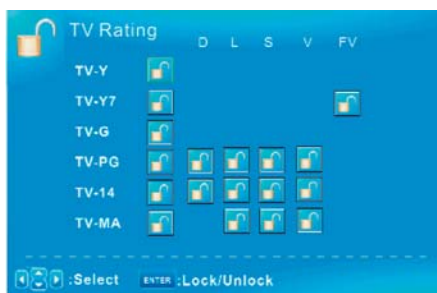 TV Rating
D L S V FV
TV-Y
TV-Y7
TV-G
TV-PG
TV-14
TV-MA
:Select ENTER :Lock/Unlock